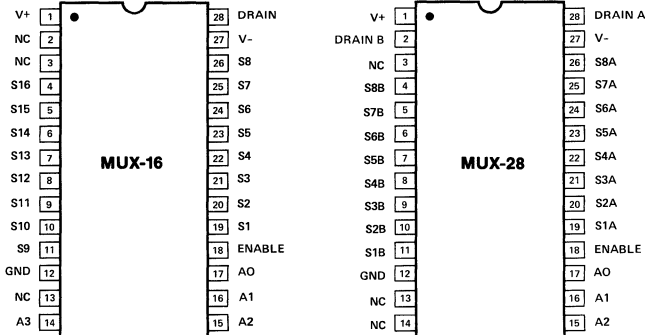 V+ 1 28 DRAIN
NC 2 27 V-
NC 3 26 S8
S16 4 25 S7
S15 5 24 S6
S14 6 23 S5
S13 7 22 S4
S12 8 21 S3
S11 9 20 S2
S10 10 19 S1
S9 11 18 ENABLE
GND 12 17 AO
NC 13 16 A1
A3 14 15 A2
MUX-16
V+ 1 28 DRAIN A
DRAIN B 2 27 V-
NC 3 26 S8A
S8B 4 25 S7A
S7B 5 24 S6A
S6B 6 23 S5A
S5B 7 22 S4A
S4B 8 21 S3A
S3B 9 20 S2A
S2B 10 19 S1A
S1B 11 18 ENABLE
GND 12 17 AO
NC 13 16 A1
NC 14 15 A2
MUX-28